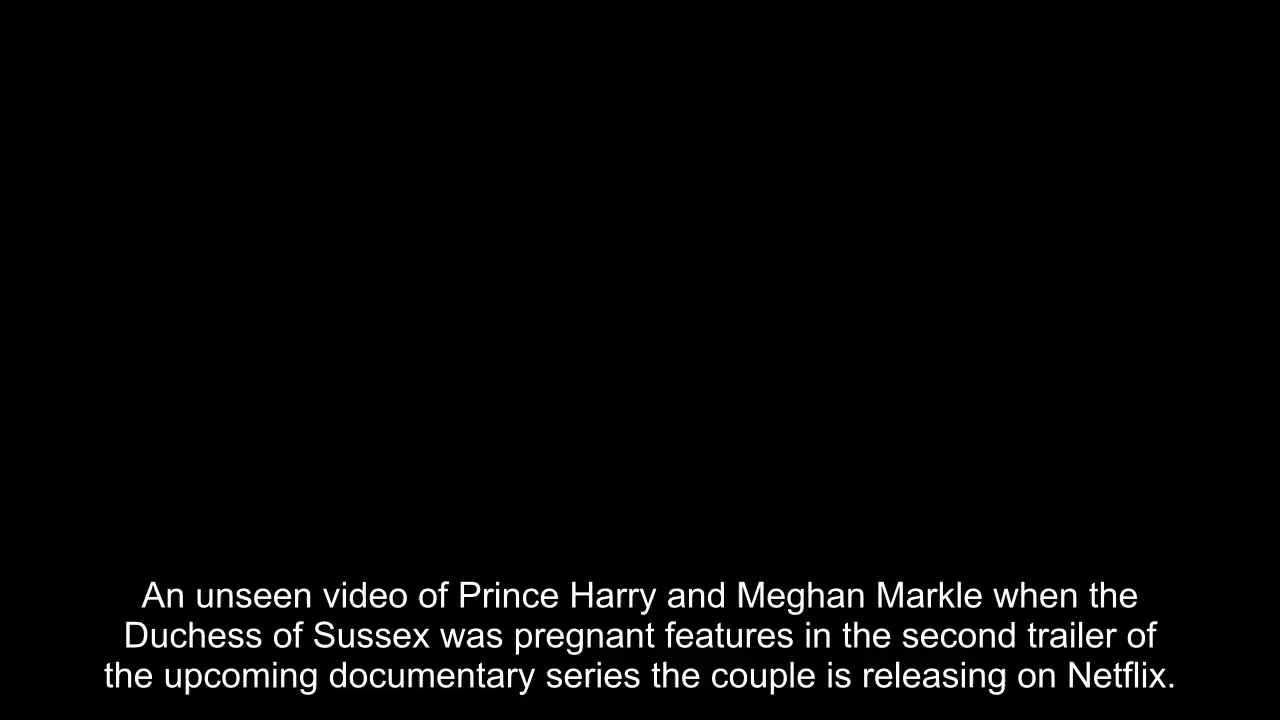 An unseen video of Prince Harry and Meghan Markle when the
Duchess of Sussex was pregnant features in the second trailer of
the upcoming documentary series the couple is releasing on Netflix.